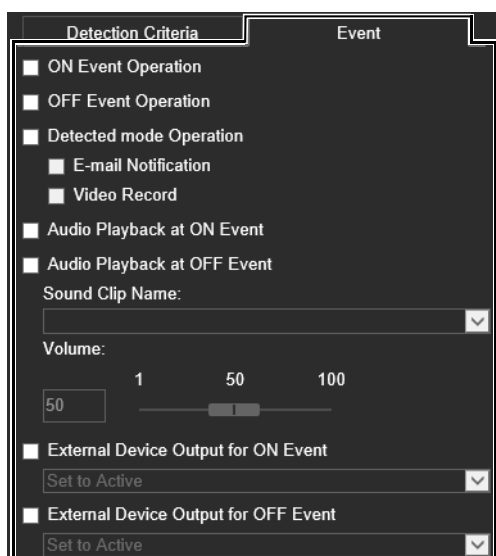 Detection Criteria Event
ON Event Operation
OFF Event Operation
Detected mode Operation
E-mail Notification
Video Record
Audio Playback at ON Event
Audio Playback at OFF Event
Sound Clip Name:
Volume:
1 50 100
50
External Device Output for ON Event
Set to Active
External Device Output for OFF Event
Set to Active